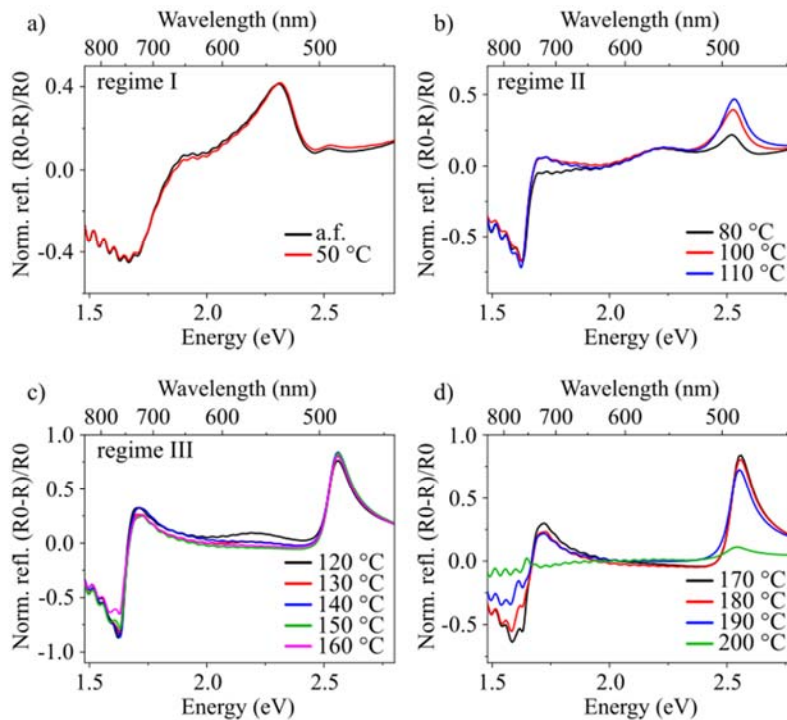 a)
Wavelength (nm)
800 700 600 500
regime I
Norm. refl. (R0-R)/R0
0.4
0.0
-0.4
a.f.
50 °C
1.5 2.0 2.5
Energy (eV)
b)
Wavelength (nm)
800 700 600 500
regime II
Norm. refl. (R0-R)/R0
0.5
0.0
-0.5
80 °C
100 °C
110 °C
1.5 2.0 2.5
Energy (eV)
c)
Wavelength (nm)
800 700 600 500
regime III
Norm. refl. (R0-R)/R0
1.0
0.5
0.0
-0.5
-1.0
120 °C
130 °C
140 °C
150 °C
160 °C
1.5 2.0 2.5
Energy (eV)
d)
Wavelength (nm)
800 700 600 500
Norm. refl. (R0-R)/R0
1.0
0.5
0.0
-0.5
170 °C
180 °C
190 °C
200 °C
1.5 2.0 2.5
Energy (eV)